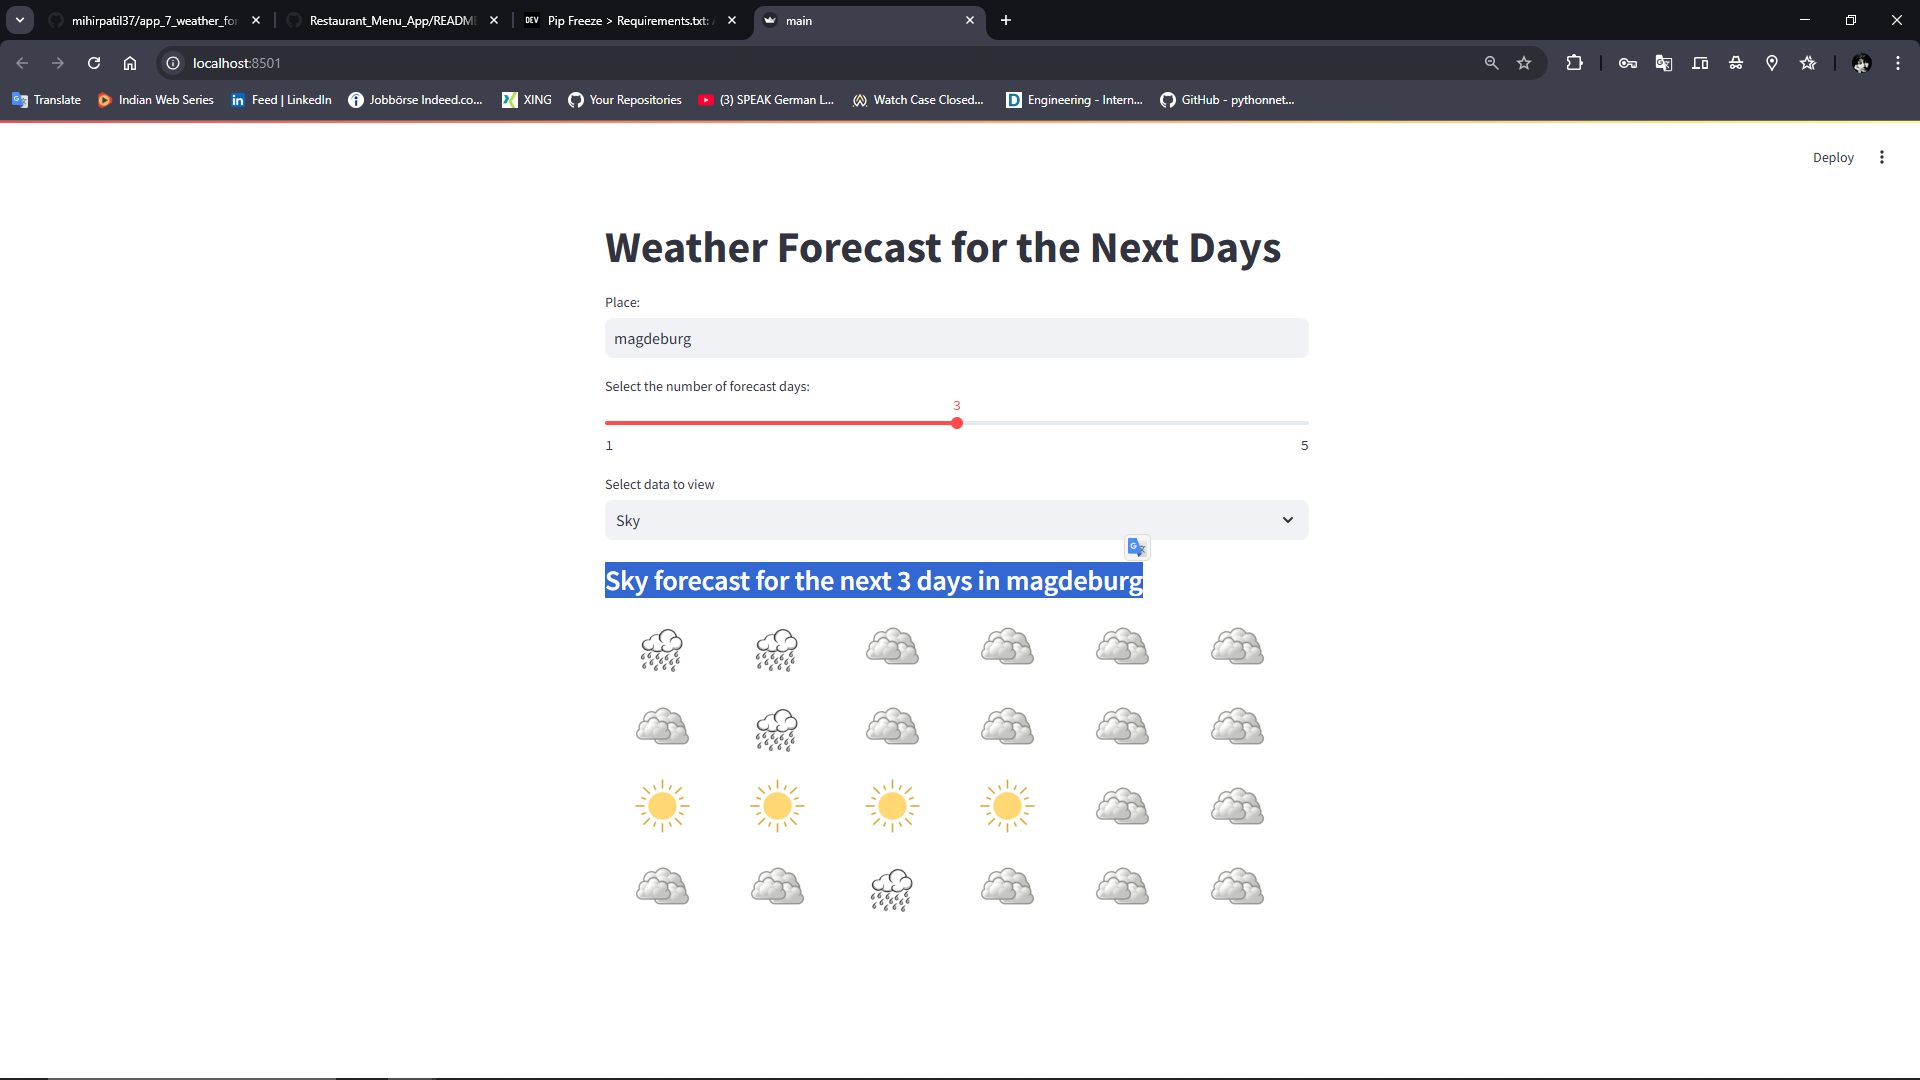 mihirpatil37/app_7_weather_for
Restaurant_Menu_App/READM
DEV
Pip Freeze > Requirements.txt:
main
localhost:8501
Translate
Indian Web Series
Feed | LinkedIn
Jobbörse Indeed.co...
XING
Your Repositories
(3) SPEAK German L...
Watch Case Closed...
Engineering - Intern...
GitHub - pythonnet...
Deploy
Weather Forecast for the Next Days
Place:
magdeburg
Select the number of forecast days:
3
1
5
Select data to view
Sky
Sky forecast for the next 3 days in magdeburg